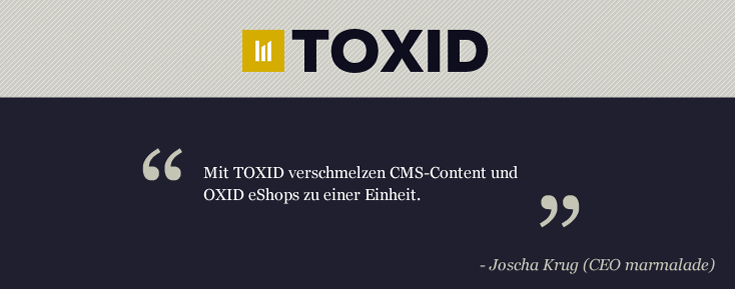 TOXID
“ Mit TOXID verschmelzen CMS-Content und
OXID eShops zu einer Einheit. ”
- Joscha Krug (CEO marmalade)